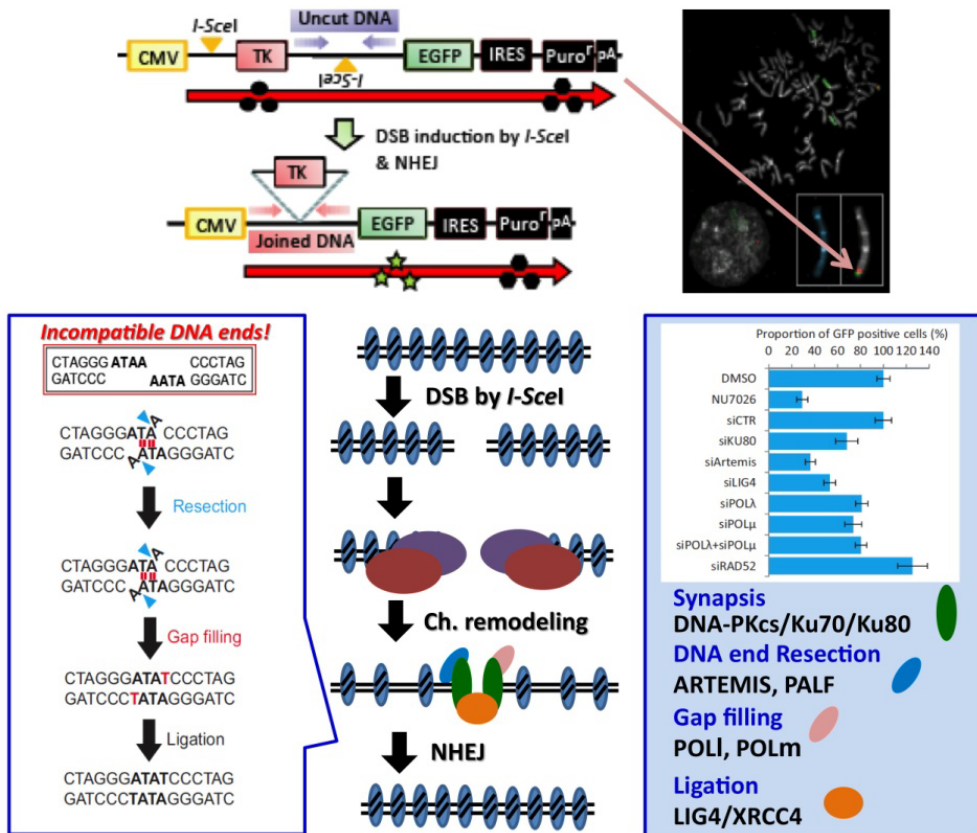 Uncut DNA
I-SceI
CMV
TK
EGFP
IRES
Puro^r
pA
I-SceI
DSB induction by I-SceI
& NHEJ
TK
CMV
EGFP
IRES
Puro^r
pA
Joined DNA
Incompatible DNA ends!
CTAGGG ATAA CCCTAG
GATCCC AATA GGGATC
A
CTAGGGATA CCCTAG
GATCCC ATAGGGATC
A
Resection
A
CTAGGGATA CCCTAG
GATCCC ATAGGGATC
A
Gap filling
CTAGGGATATCCCTAG
GATCCCTATAGGGATC
Ligation
CTAGGGATATCCCTAG
GATCCCTATAGGGATC
DSB by I-SceI
Ch. remodeling
NHEJ
Proportion of GFP positive cells (%)
0 20 40 60 80 100 120 140
DMSO
NU7026
siCTR
siKU80
siArtemis
siLIG4
siPOLλ
siPOLμ
siPOLλ+siPOLμ
siRAD52
Synapsis
DNA-PKcs/Ku70/Ku80
DNA end Resection
ARTEMIS, PALF
Gap filling
POLl, POLm
Ligation
LIG4/XRCC4